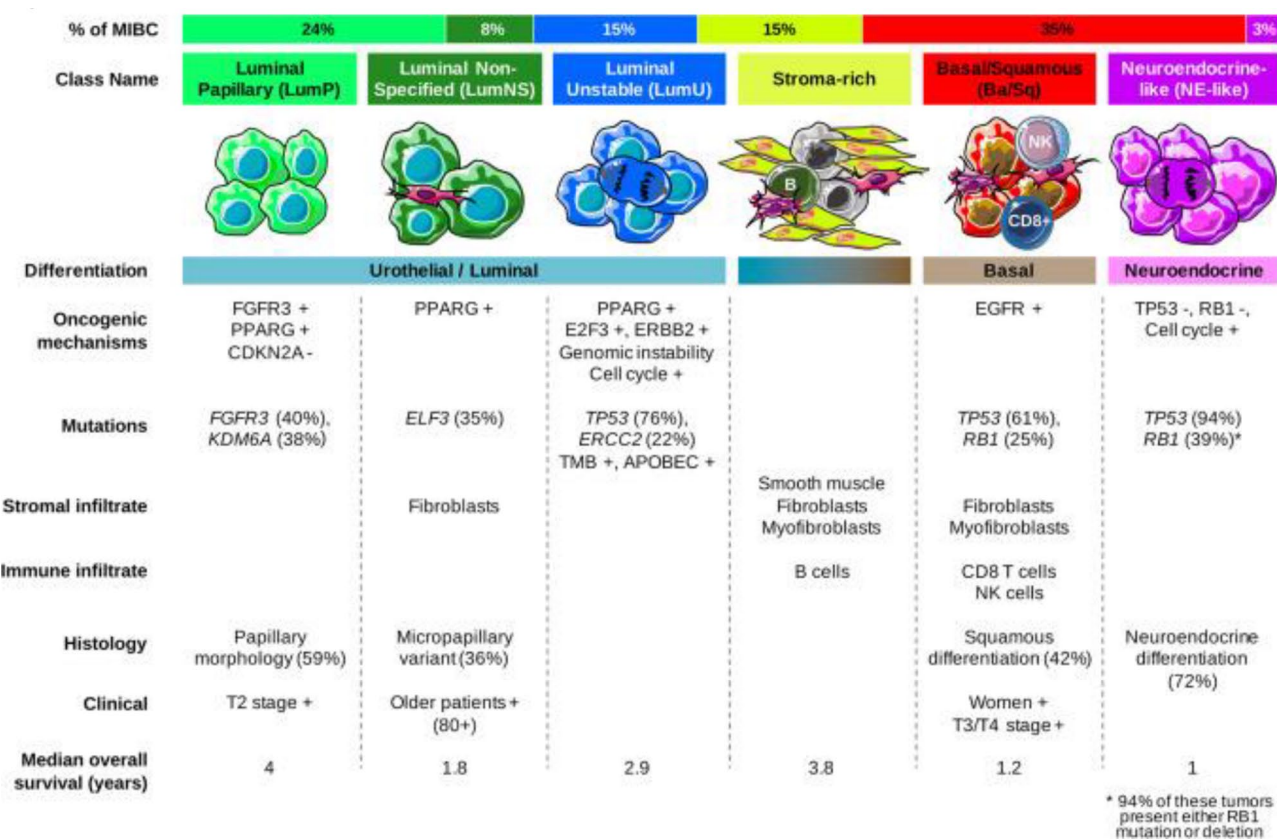 % of MIBC 24% 8% 15% 15% 35% 3%
Class Name
Luminal
Papillary (LumP)
Luminal Non-
Specified (LumNS)
Luminal
Unstable (LumU)
Stroma-rich
Basal/Squamous
(Ba/Sq)
Neuroendocrine-
like (NE-like)
B
NK
CD8+
Differentiation
Urothelial / Luminal
Basal
Neuroendocrine
Oncogenic
mechanisms
FGFR3 +
PPARG +
CDKN2A -
PPARG +
PPARG +
E2F3 +, ERBB2 +
Genomic instability
Cell cycle +
EGFR +
TP53 -, RB1 -,
Cell cycle +
Mutations
FGFR3 (40%),
KDM6A (38%)
ELF3 (35%)
TP53 (76%),
ERCC2 (22%)
TMB +, APOBEC +
TP53 (61%),
RB1 (25%)
TP53 (94%)
RB1 (39%)*
Stromal infiltrate
Fibroblasts
Smooth muscle
Fibroblasts
Myofibroblasts
Fibroblasts
Myofibroblasts
Immune infiltrate
B cells
CD8 T cells
NK cells
Histology
Papillary
morphology (59%)
Micropapillary
variant (36%)
Squamous
differentiation (42%)
Neuroendocrine
differentiation
(72%)
Clinical
T2 stage +
Older patients +
(80+)
Women +
T3/T4 stage +
Median overall
survival (years)
4
1.8
2.9
3.8
1.2
1
* 94% of these tumors
present either RB1
mutation or deletion